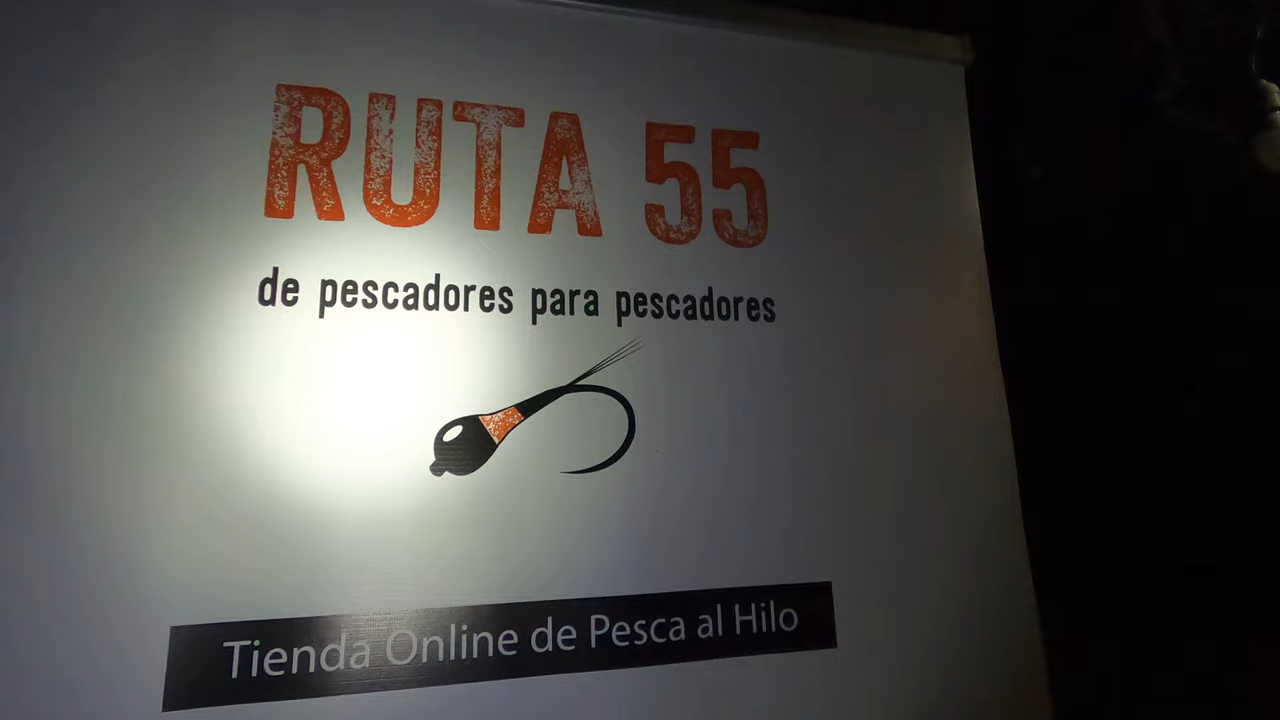 RUTA 55
de pescadores para pescadores
Tienda Online de Pesca al Hilo